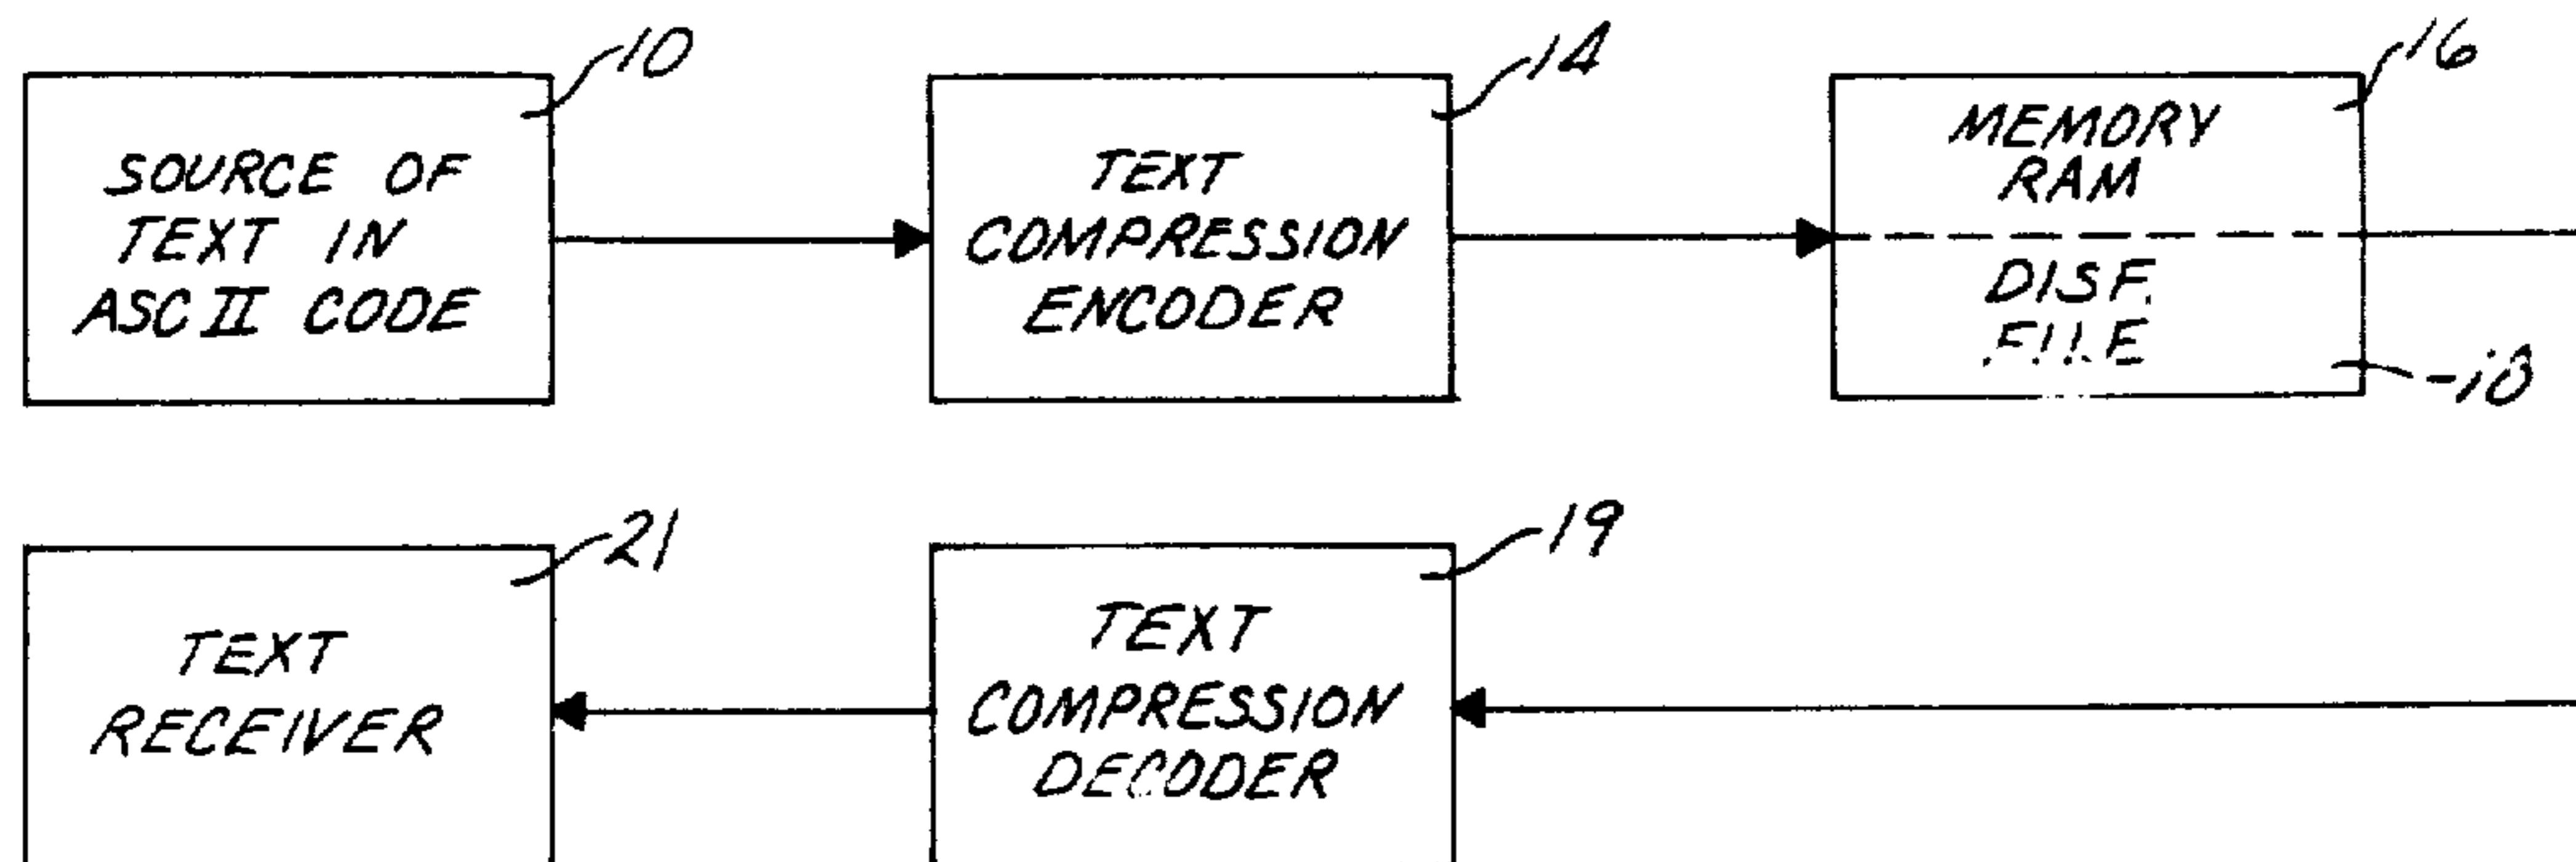 10
SOURCE OF
TEXT IN
ASCII CODE
14
TEXT
COMPRESSION
ENCODER
16
MEMORY
RAM
FILE
18
21
TEXT
RECEIVER
19
TEXT
COMPRESSION
DECODER